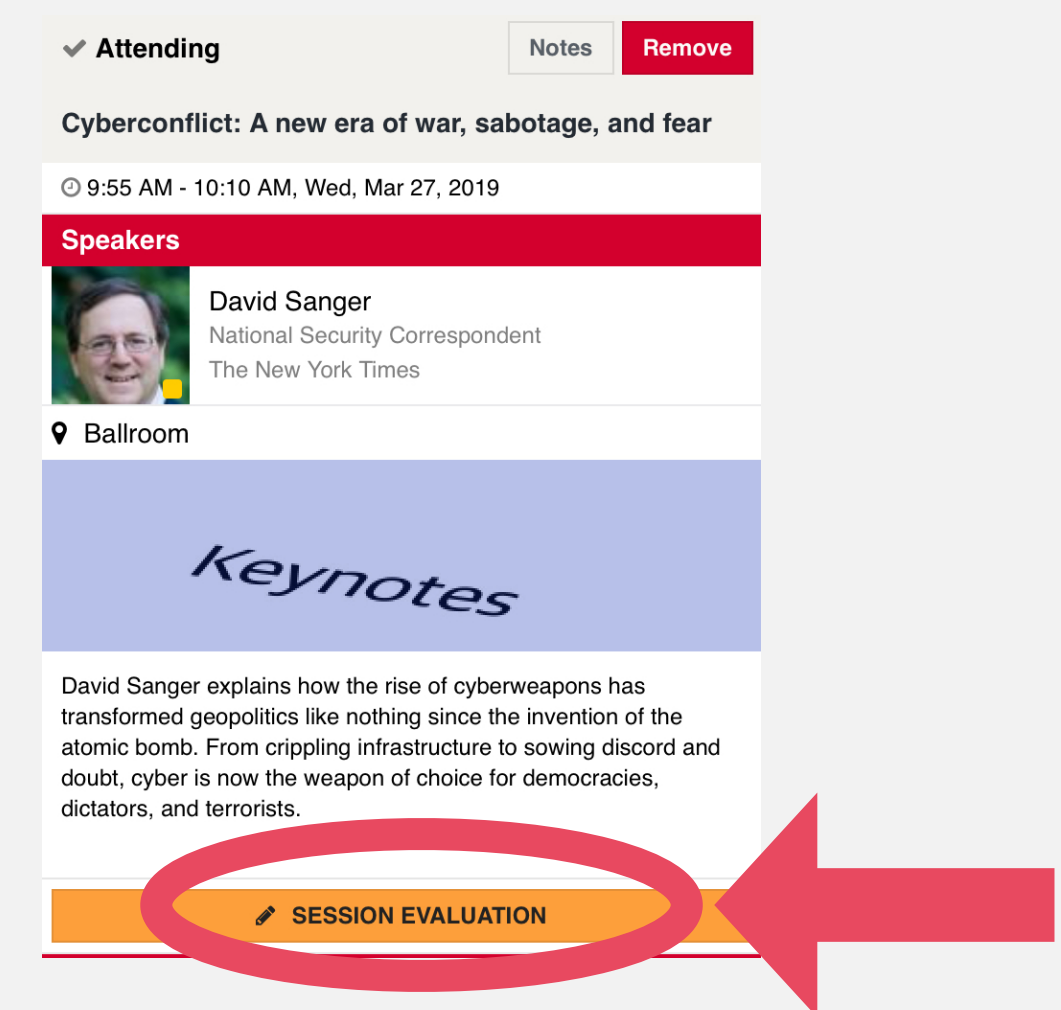 Attending
Notes
Remove
Cyberconflict: A new era of war, sabotage, and fear
9:55 AM - 10:10 AM, Wed, Mar 27, 2019
Speakers
David Sanger
National Security Correspondent
The New York Times
Ballroom
Keynotes
David Sanger explains how the rise of cyberweapons has
transformed geopolitics like nothing since the invention of the
atomic bomb. From crippling infrastructure to sowing discord and
doubt, cyber is now the weapon of choice for democracies,
dictators, and terrorists.
SESSION EVALUATION